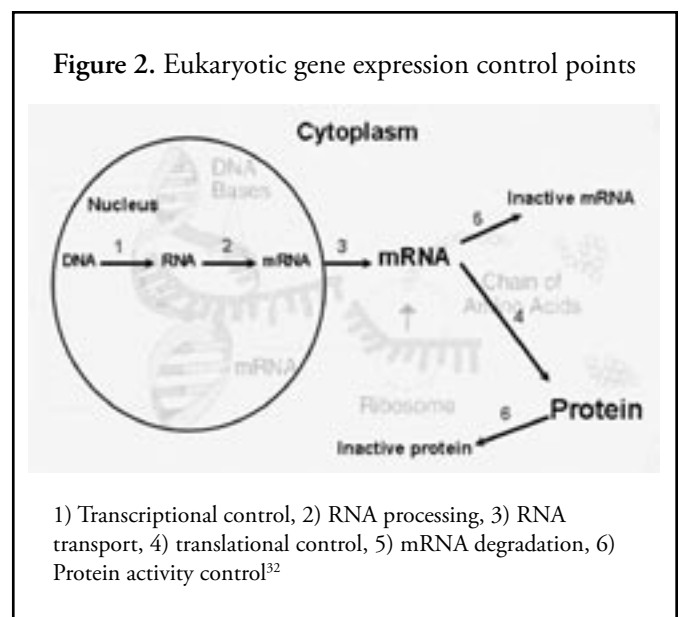 Figure 2. Eukaryotic gene expression control points
Cytoplasm
DNA
Bases
Nucleus
Inactive mRNA
5
DNA 1 RNA 2 mRNA 3 mRNA
Chain of
Amino Acids
4
mRNA
Ribosome
Protein
6
Inactive protein
1) Transcriptional control, 2) RNA processing, 3) RNA
transport, 4) translational control, 5) mRNA degradation, 6)
Protein activity control32